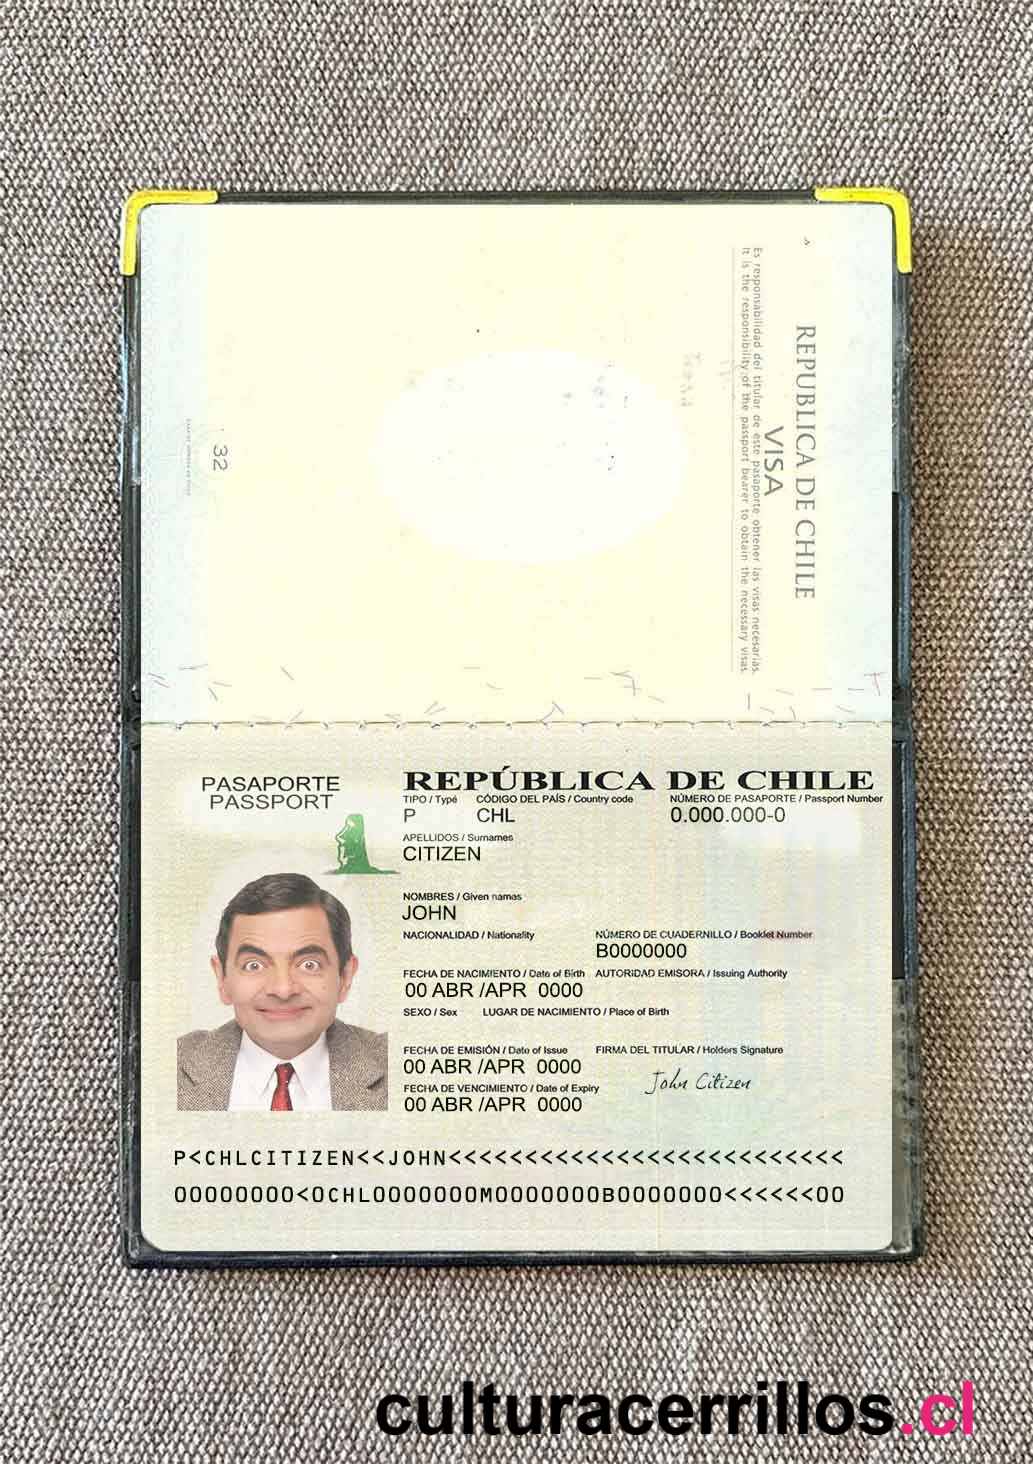 REPUBLICA DE CHILE
VISA
Es responsabilidad del titular de este pasaporte obtener las visas necesarias.
It is the responsibility of the passport bearer to obtain the necessary visas.
32
PASAPORTE
PASSPORT
REPÚBLICA DE CHILE
TIPO / Type CÓDIGO DEL PAÍS / Country code NÚMERO DE PASAPORTE / Passport Number
P CHL 0.000.000-0
APELLIDOS / Surnames
CITIZEN
NOMBRES / Given names
JOHN
NACIONALIDAD / Nationality NÚMERO DE CUADERNILLO / Booklet Number
B0000000
FECHA DE NACIMIENTO / Date of Birth AUTORIDAD EMISORA / Issuing Authority
00 ABR /APR 0000
SEXO / Sex LUGAR DE NACIMIENTO / Place of Birth
FECHA DE EMISIÓN / Date of Issue FIRMA DEL TITULAR / Holders Signature
00 ABR /APR 0000 John Citizen
FECHA DE VENCIMIENTO / Date of Expiry
00 ABR /APR 0000
P<CHLCITIZEN<<JOHN<<<<<<<<<<<<<<<<<<<<<<<<<<
00000000<0CHL0000000M0000000B0000000<<<<<<00
culturacerrillos.cl